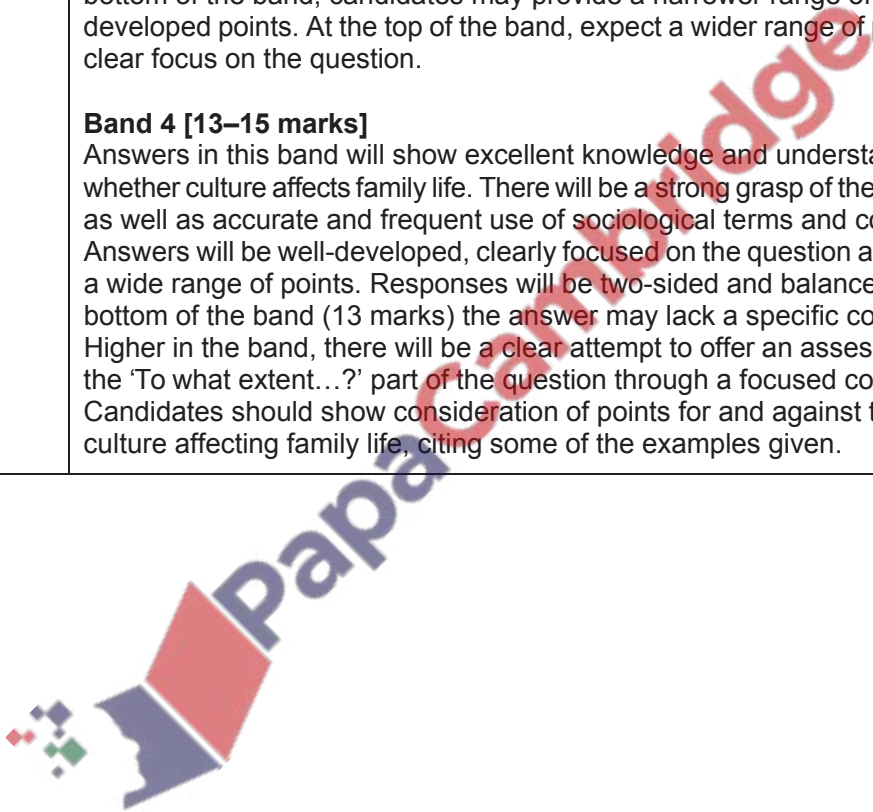 bottom of the band, candidates may provide a narrower range of
developed points. At the top of the band, expect a wider range of
clear focus on the question.
Band 4 [13–15 marks]
Answers in this band will show excellent knowledge and
whether culture affects family life. There will be a strong grasp of the
as well as accurate and frequent use of sociological terms and
Answers will be well-developed, clearly focused on the question
a wide range of points. Responses will be two-sided and
bottom of the band (13 marks) the answer may lack a specific
Higher in the band, there will be a clear attempt to offer an
the ‘To what extent…?’ part of the question through a focused
Candidates should show consideration of points for and against
culture affecting family life, citing some of the examples given.
PapaCambridge